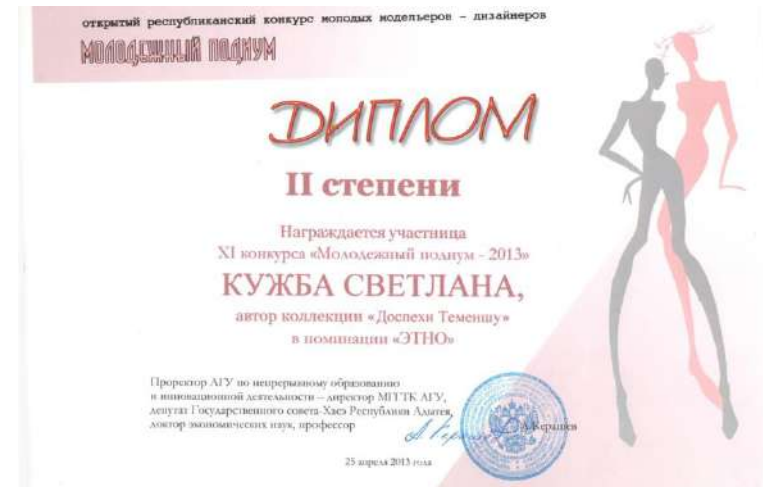 открытый республиканский конкурс молодых модельеров – дизайнеров
МОЛОДЕЖНЫЙ ПОДИУМ
ДИПЛОМ
II степени
Награждается участница
XI конкурса «Молодежный подиум - 2013»
КУЖБА СВЕТЛАНА,
автор коллекции «Доспехи Теменшу»
в номинации «ЭТНО»
Проректор АГУ по непрерывному образованию
и инновационной деятельности – директор МГГТК АГУ,
депутат Государственного совета-Хасэ Республики Адыгея,
доктор экономических наук, профессор
А.Керашев
25 апреля 2013 года